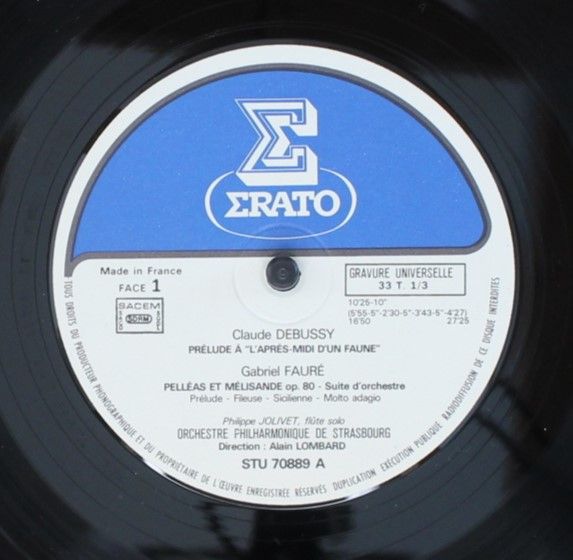 Σ
ΣRATO
Made in France
FACE 1
GRAVURE UNIVERSELLE
33 T. 1/3
SACEM
SDRM
10'25-10"
(5'55-5"-2'30-5"-3'43-5"-4'27)
16'50 27'25
Claude DEBUSSY
PRÉLUDE À "L'APRÈS-MIDI D'UN FAUNE"
Gabriel FAURÉ
PELLÉAS ET MÉLISANDE op. 80 - Suite d'orchestre
Prélude - Fileuse - Sicilienne - Molto adagio
Philippe JOLIVET, flûte solo
ORCHESTRE PHILHARMONIQUE DE STRASBOURG
Direction : Alain LOMBARD
STU 70889 A
TOUS DROITS DU PRODUCTEUR PHONOGRAPHIQUE ET DU PROPRIÉTAIRE DE L'ŒUVRE ENREGISTRÉE RÉSERVÉS DUPLICATION, EXÉCUTION PUBLIQUE RADIODIFFUSION DE CE DISQUE INTERDITES